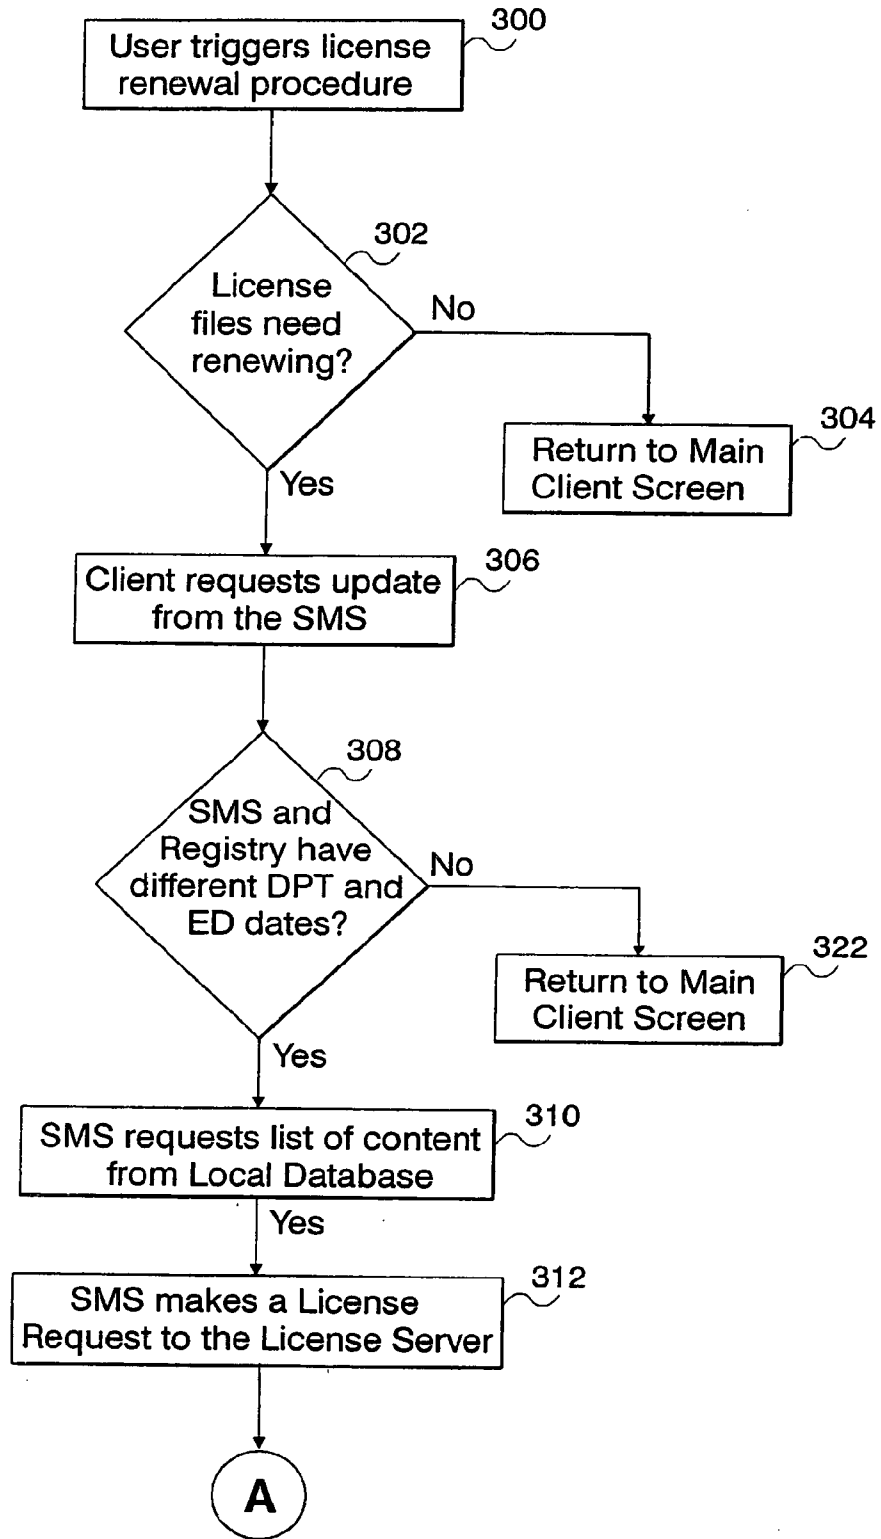 300
User triggers license
renewal procedure
302
License
files need
renewing?
No
304
Return to Main
Client Screen
Yes
306
Client requests update
from the SMS
308
SMS and
Registry have
different DPT and
ED dates?
No
322
Return to Main
Client Screen
Yes
310
SMS requests list of content
from Local Database
Yes
312
SMS makes a License
Request to the License Server
A